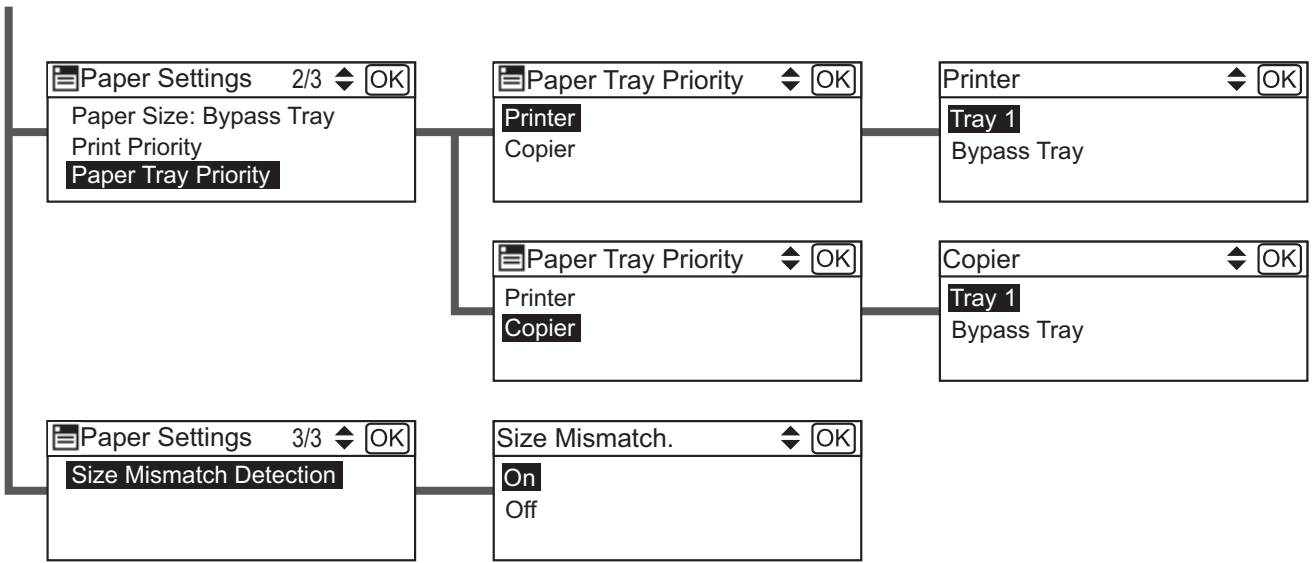 Paper Settings 2/3 OK
Paper Size: Bypass Tray
Print Priority
Paper Tray Priority
Paper Tray Priority OK
Printer
Copier
Printer OK
Tray 1
Bypass Tray
Paper Tray Priority OK
Printer
Copier
Copier OK
Tray 1
Bypass Tray
Paper Settings 3/3 OK
Size Mismatch Detection
Size Mismatch. OK
On
Off